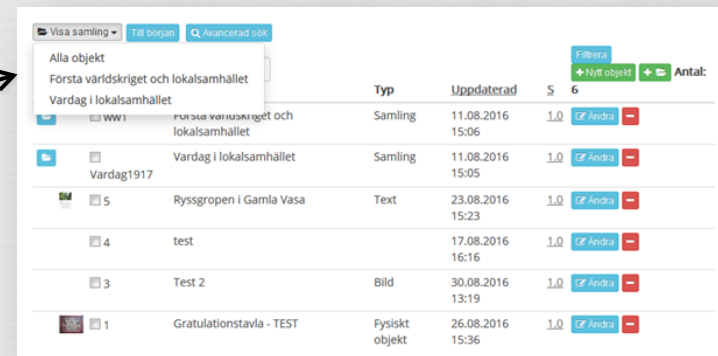 Visa samling Till början Avancerad sök
Alla objekt
Första världskriget och lokalsamhället
Vardag i lokalsamhället
Filtrera
Nytt objekt Antal:
Typ Uppdaterad S 6
ww1 Första världskriget och lokalsamhället Samling 11.08.2016 15:06 1.0 Ändra
Vardag1917 Vardag i lokalsamhället Samling 11.08.2016 15:05 1.0 Ändra
5 Ryssgropen i Gamla Vasa Text 23.08.2016 15:23 1.0 Ändra
4 test 17.08.2016 16:16 1.0 Ändra
3 Test 2 Bild 30.08.2016 13:19 1.0 Ändra
1 Gratulationstavla - TEST Fysiskt objekt 26.08.2016 15:36 1.0 Ändra